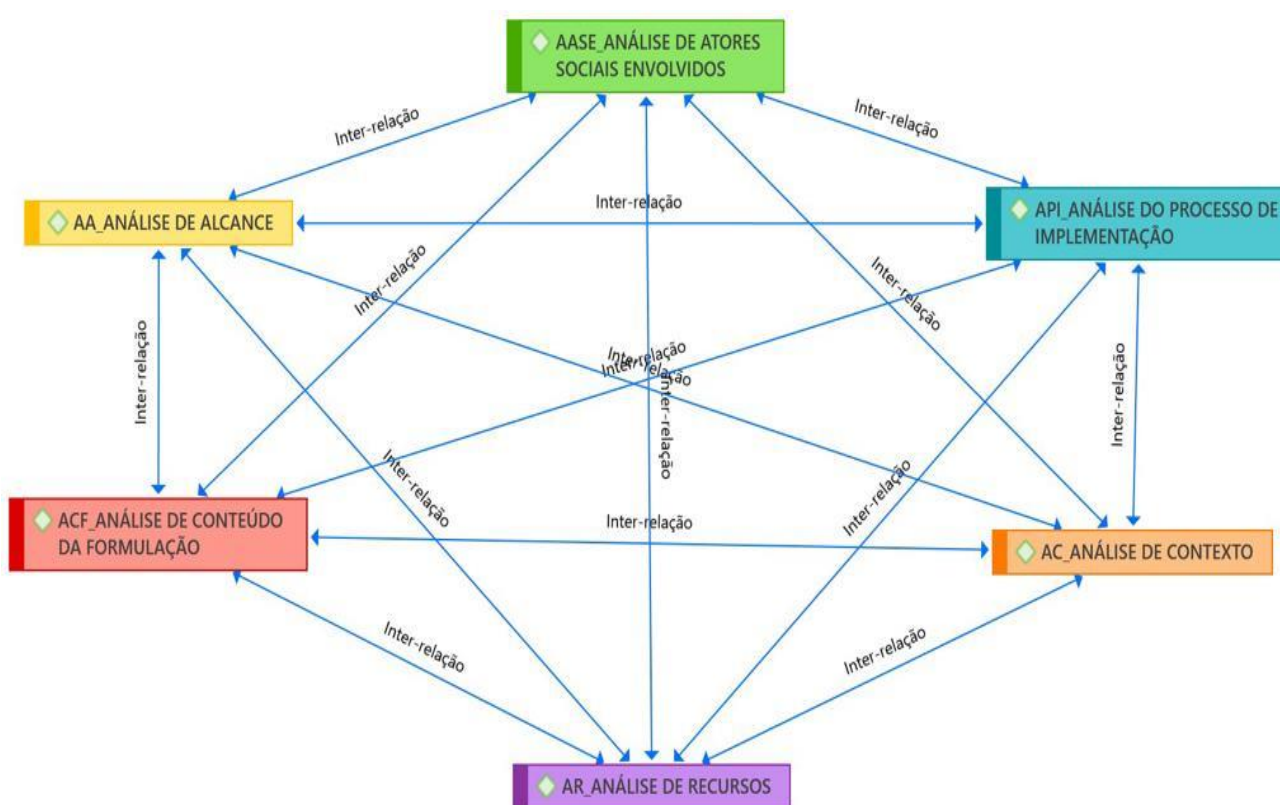 AASE_ANÁLISE DE ATORES
SOCIAIS ENVOLVIDOS
Inter-relação
Inter-relação
AA_ANÁLISE DE ALCANCE
Inter-relação
API_ANÁLISE DO PROCESSO DE
IMPLEMENTAÇÃO
Inter-relação
Inter-relação
Inter-relação
Inter-relação
Inter-relação
Inter-relação
Inter-relação
Inter-relação
Inter-relação
ACF_ANÁLISE DE CONTEÚDO
DA FORMULAÇÃO
Inter-relação
AC_ANÁLISE DE CONTEXTO
Inter-relação
Inter-relação
AR_ANÁLISE DE RECURSOS